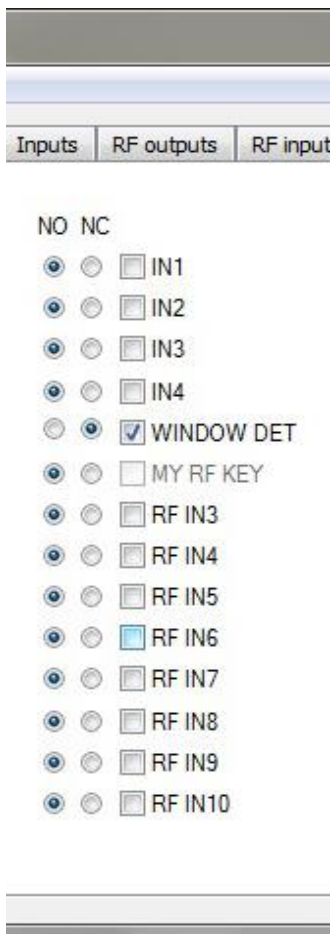 Inputs RF outputs RF input
NO NC
IN1
IN2
IN3
IN4
WINDOW DET
MY RF KEY
RF IN3
RF IN4
RF IN5
RF IN6
RF IN7
RF IN8
RF IN9
RF IN10